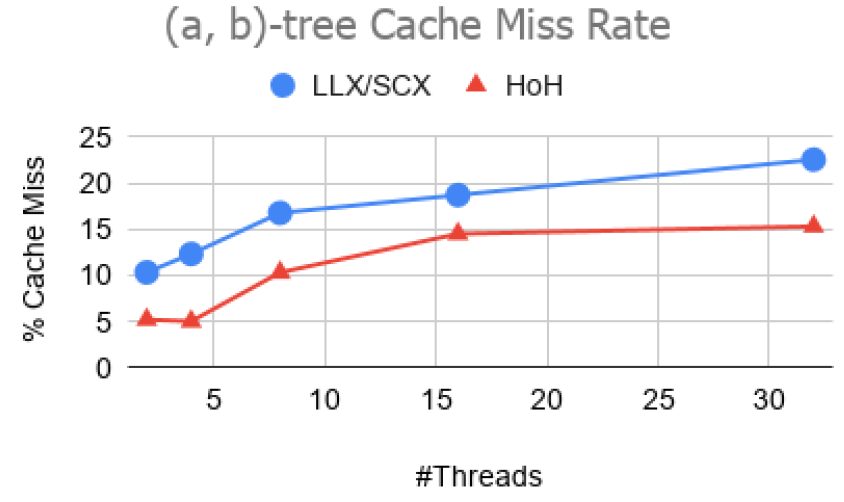 (a, b)-tree Cache Miss Rate
LLX/SCX HoH
% Cache Miss
25
20
15
10
5
0
5 10 15 20 25 30
#Threads